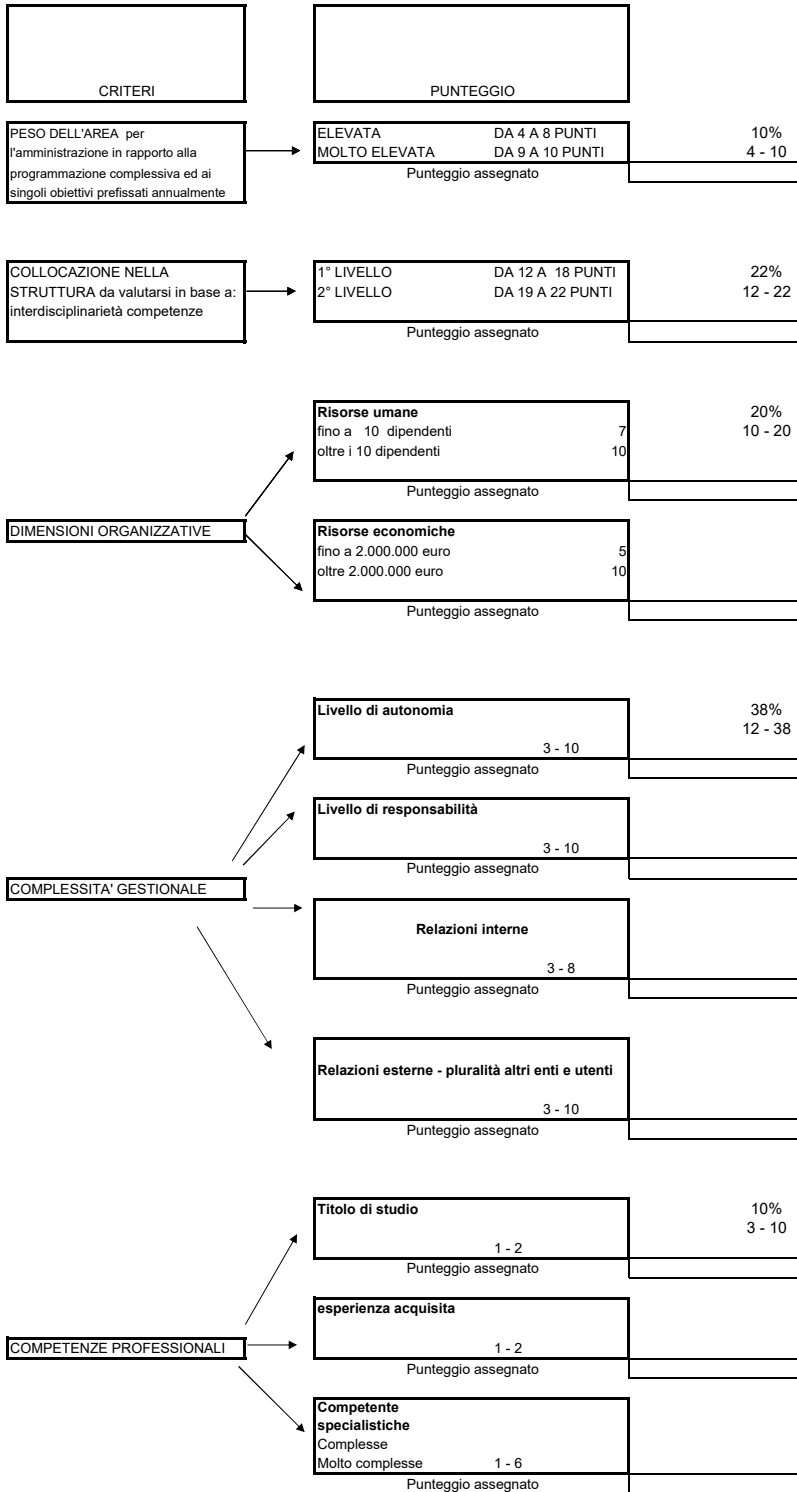 CRITERI
PUNTEGGIO
PESO DELL'AREA per
l'amministrazione in rapporto alla
programmazione complessiva ed ai
singoli obiettivi prefissati annualmente
ELEVATA DA 4 A 8 PUNTI
MOLTO ELEVATA DA 9 A 10 PUNTI
Punteggio assegnato
10%
4 - 10
COLLOCAZIONE NELLA
STRUTTURA da valutarsi in base a:
interdisciplinarietà competenze
1° LIVELLO DA 12 A 18 PUNTI
2° LIVELLO DA 19 A 22 PUNTI
Punteggio assegnato
22%
12 - 22
DIMENSIONI ORGANIZZATIVE
Risorse umane
fino a 10 dipendenti 7
oltre i 10 dipendenti 10
Punteggio assegnato
20%
10 - 20
Risorse economiche
fino a 2.000.000 euro 5
oltre 2.000.000 euro 10
Punteggio assegnato
COMPLESSITA' GESTIONALE
Livello di autonomia
3 - 10
Punteggio assegnato
38%
12 - 38
Livello di responsabilità
3 - 10
Punteggio assegnato
Relazioni interne
3 - 8
Punteggio assegnato
Relazioni esterne - pluralità altri enti e utenti
3 - 10
Punteggio assegnato
COMPETENZE PROFESSIONALI
Titolo di studio
1 - 2
Punteggio assegnato
10%
3 - 10
esperienza acquisita
1 - 2
Punteggio assegnato
Competente
specialistiche
Complesse
Molto complesse 1 - 6
Punteggio assegnato